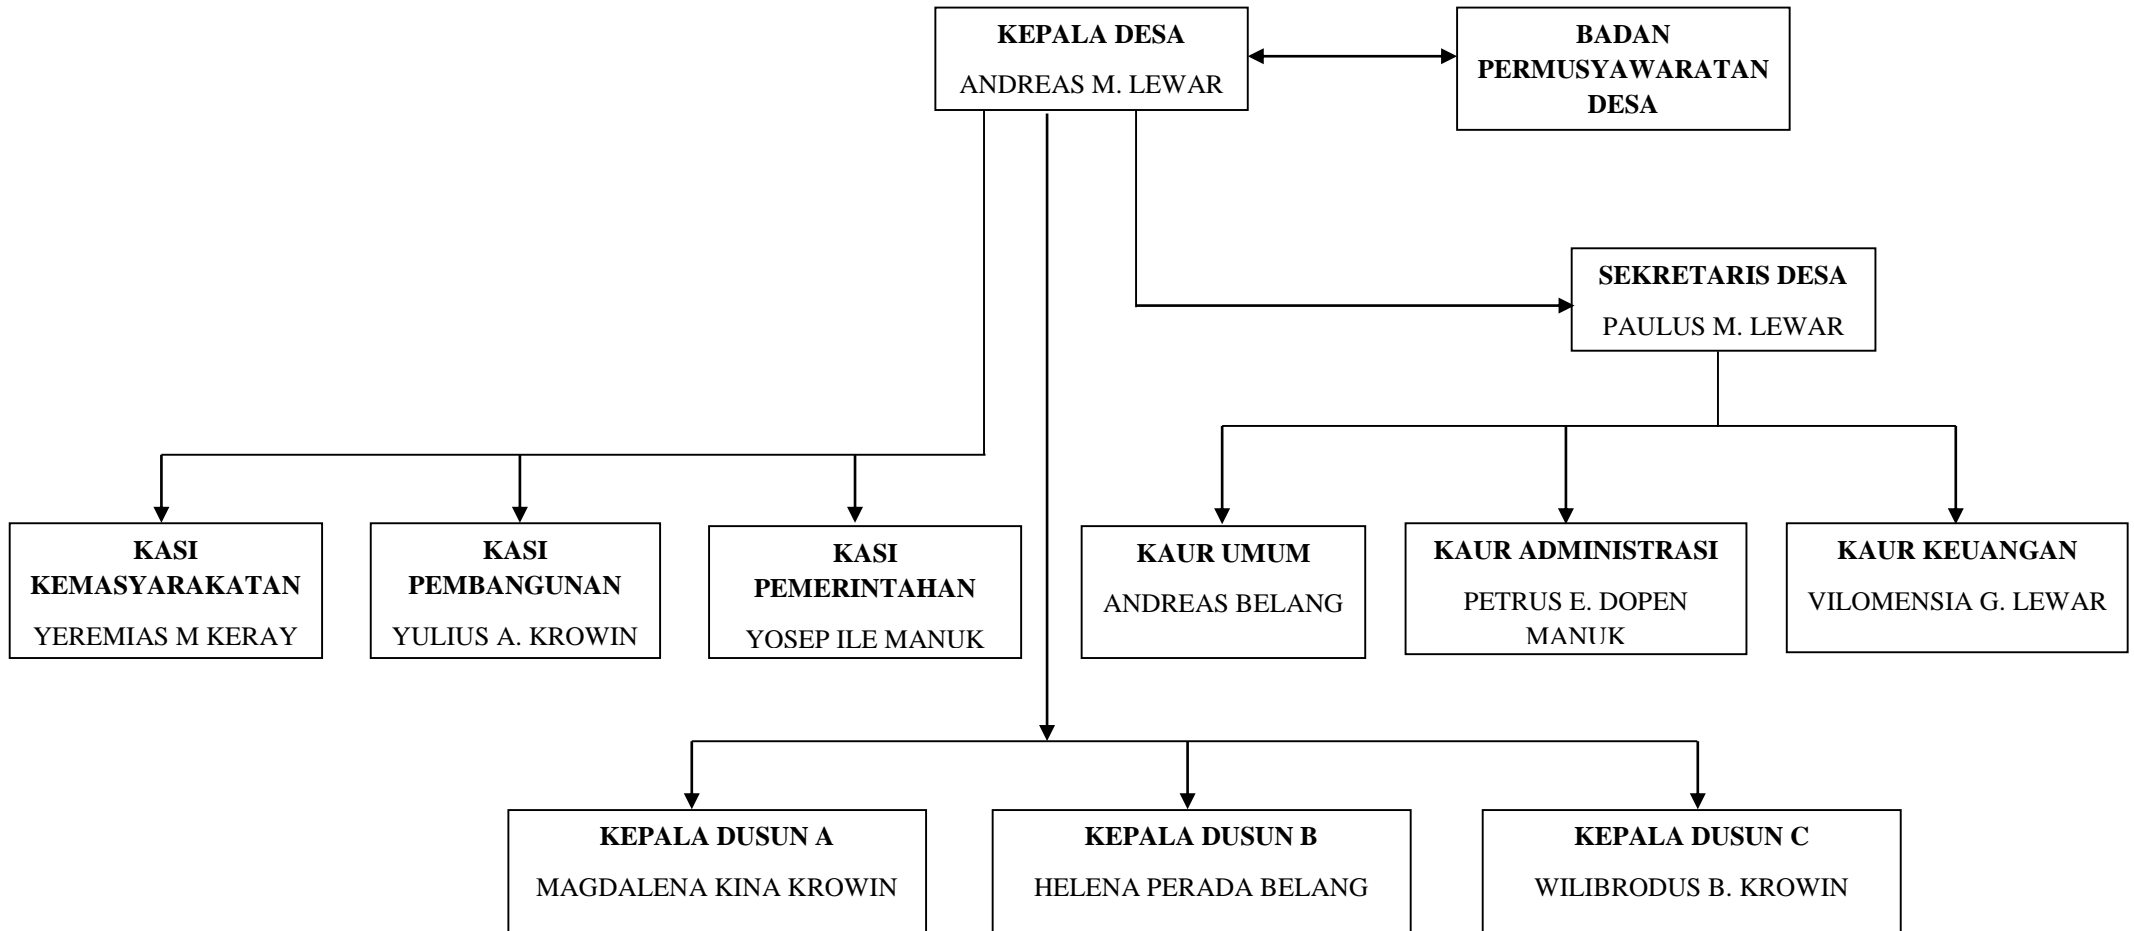 KEPALA DESA
ANDREAS M. LEWAR
BADAN
PERMUSYAWARATAN
DESA
SEKRETARIS DESA
PAULUS M. LEWAR
KASI
KEMASYARAKATAN
YEREMIAS M KERAY
KASI
PEMBANGUNAN
YULIUS A. KROWIN
KASI
PEMERINTAHAN
YOSEP ILE MANUK
KAUR UMUM
ANDREAS BELANG
KAUR ADMINISTRASI
PETRUS E. DOPEN
MANUK
KAUR KEUANGAN
VILOMENSIA G. LEWAR
KEPALA DUSUN A
MAGDALENA KINA KROWIN
KEPALA DUSUN B
HELENA PERADA BELANG
KEPALA DUSUN C
WILIBRODUS B. KROWIN